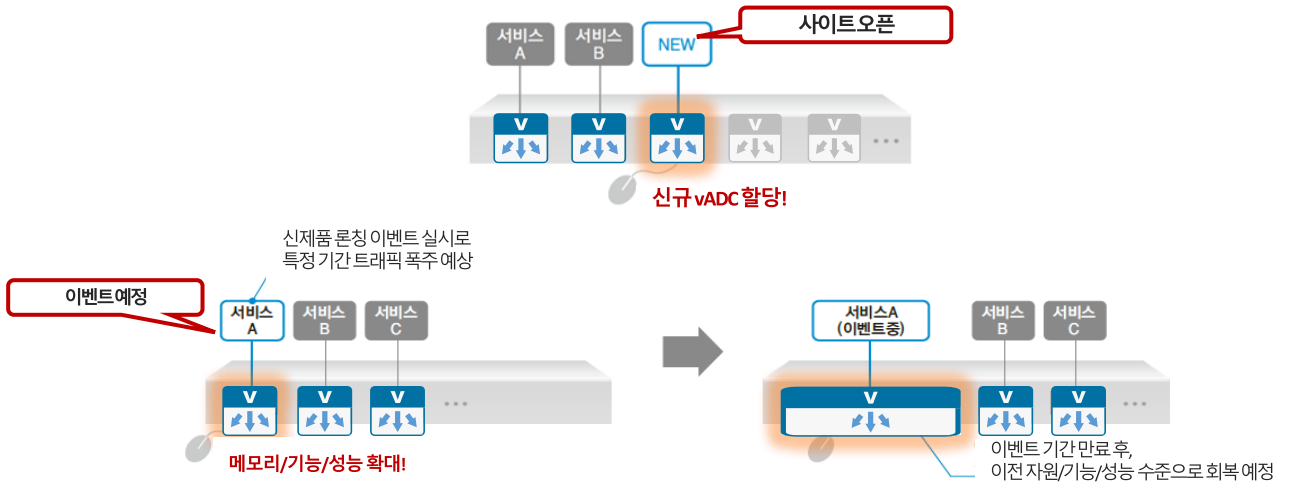 사이트오픈
서비스
A
서비스
B
NEW
V
V
V
V
V
...
신규 vADC 할당!
신제품 론칭 이벤트 실시로
특정 기간 트래픽 폭주 예상
이벤트예정
서비스
A
서비스
B
서비스
C
V
V
V
...
메모리/기능/성능 확대!
서비스A
(이벤트중)
서비스
B
서비스
C
V
V
V
...
이벤트 기간 만료 후,
이전 자원/기능/성능 수준으로 회복 예정